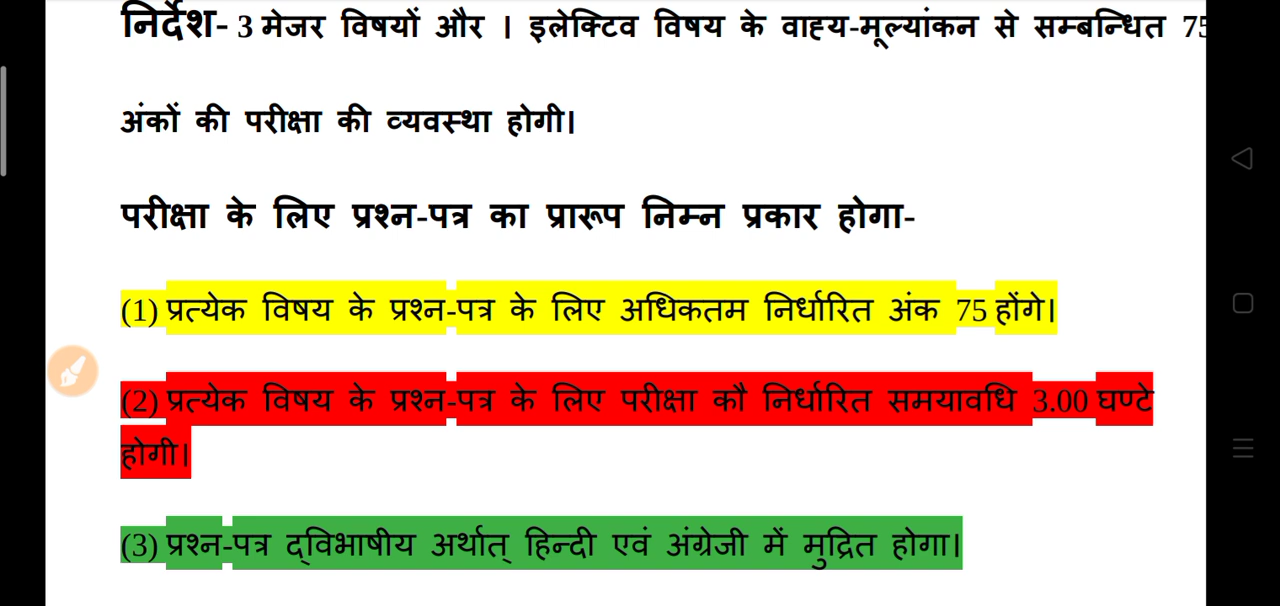 निर्देश- 3 मेजर विषयों और । इलेक्टिव विषय के वाह्य-मूल्यांकन से सम्बन्धित 75
अंकों की परीक्षा की व्यवस्था होगी।
परीक्षा के लिए प्रश्न-पत्र का प्रारूप निम्न प्रकार होगा-
(1) प्रत्येक विषय के प्रश्न-पत्र के लिए अधिकतम निर्धारित अंक 75 होंगे।
(2) प्रत्येक विषय के प्रश्न-पत्र के लिए परीक्षा कौ निर्धारित समयावधि 3.00 घण्टे
होगी।
(3) प्रश्न-पत्र द्विभाषीय अर्थात् हिन्दी एवं अंग्रेजी में मुद्रित होगा।